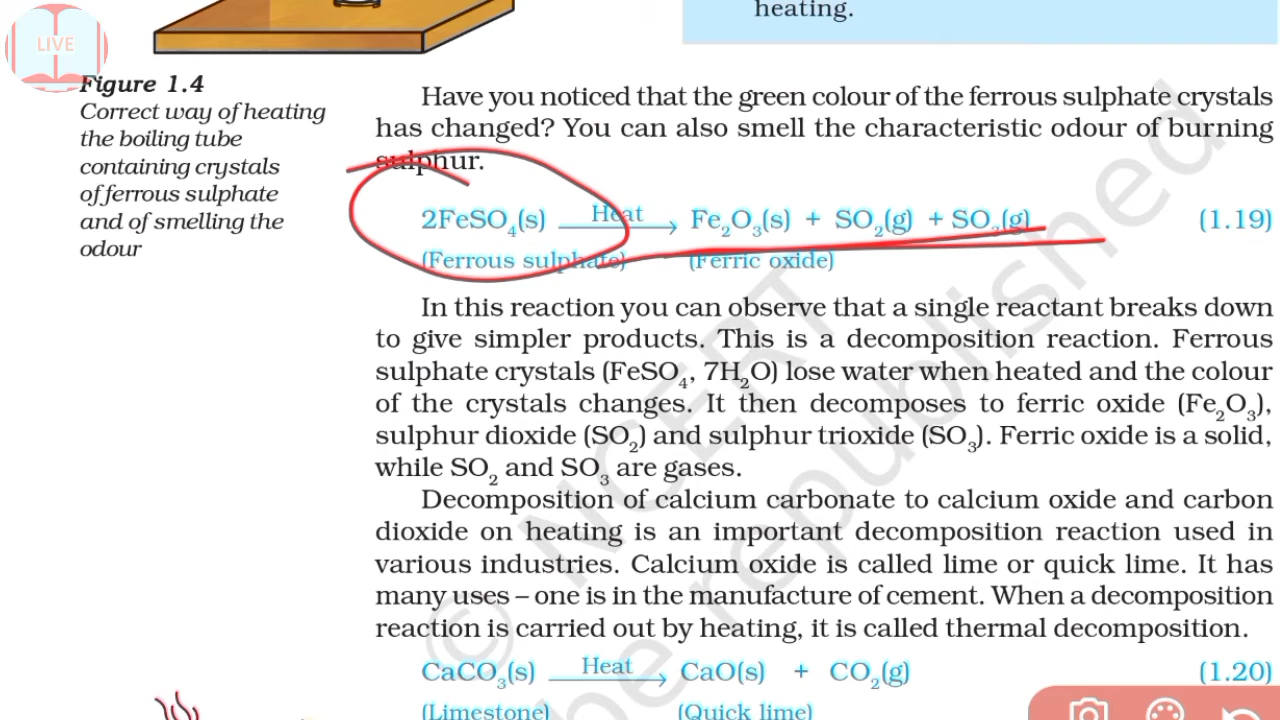 LIVE
heating.
Figure 1.4
Correct way of heating
the boiling tube
containing crystals
of ferrous sulphate
and of smelling the
odour
Have you noticed that the green colour of the ferrous sulphate crystals
has changed? You can also smell the characteristic odour of burning
sulphur.
2FeSO₄(s) Heat→ Fe₂O₃(s) + SO₂(g) + SO₃(g) (1.19)
(Ferrous sulphate) (Ferric oxide)
In this reaction you can observe that a single reactant breaks down
to give simpler products. This is a decomposition reaction. Ferrous
sulphate crystals (FeSO₄, 7H₂O) lose water when heated and the colour
of the crystals changes. It then decomposes to ferric oxide (Fe₂O₃),
sulphur dioxide (SO₂) and sulphur trioxide (SO₃). Ferric oxide is a solid,
while SO₂ and SO₃ are gases.
Decomposition of calcium carbonate to calcium oxide and carbon
dioxide on heating is an important decomposition reaction used in
various industries. Calcium oxide is called lime or quick lime. It has
many uses – one is in the manufacture of cement. When a decomposition
reaction is carried out by heating, it is called thermal decomposition.
CaCO₃(s) Heat→ CaO(s) + CO₂(g) (1.20)
(Limestone) (Quick lime)
© NCERT
be republished